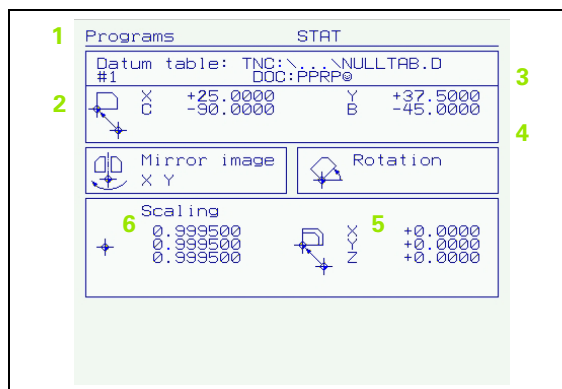 1 Programs STAT
Datum table: TNC:\...\NULLTAB.D
#1 DOC:PPRP☺ 3
2 X +25.0000 Y +37.5000
C -90.0000 B -45.0000
4
Mirror image Rotation
X Y
Scaling
6 0.999500 X 5 +0.0000
0.999500 Y +0.0000
0.999500 Z +0.0000